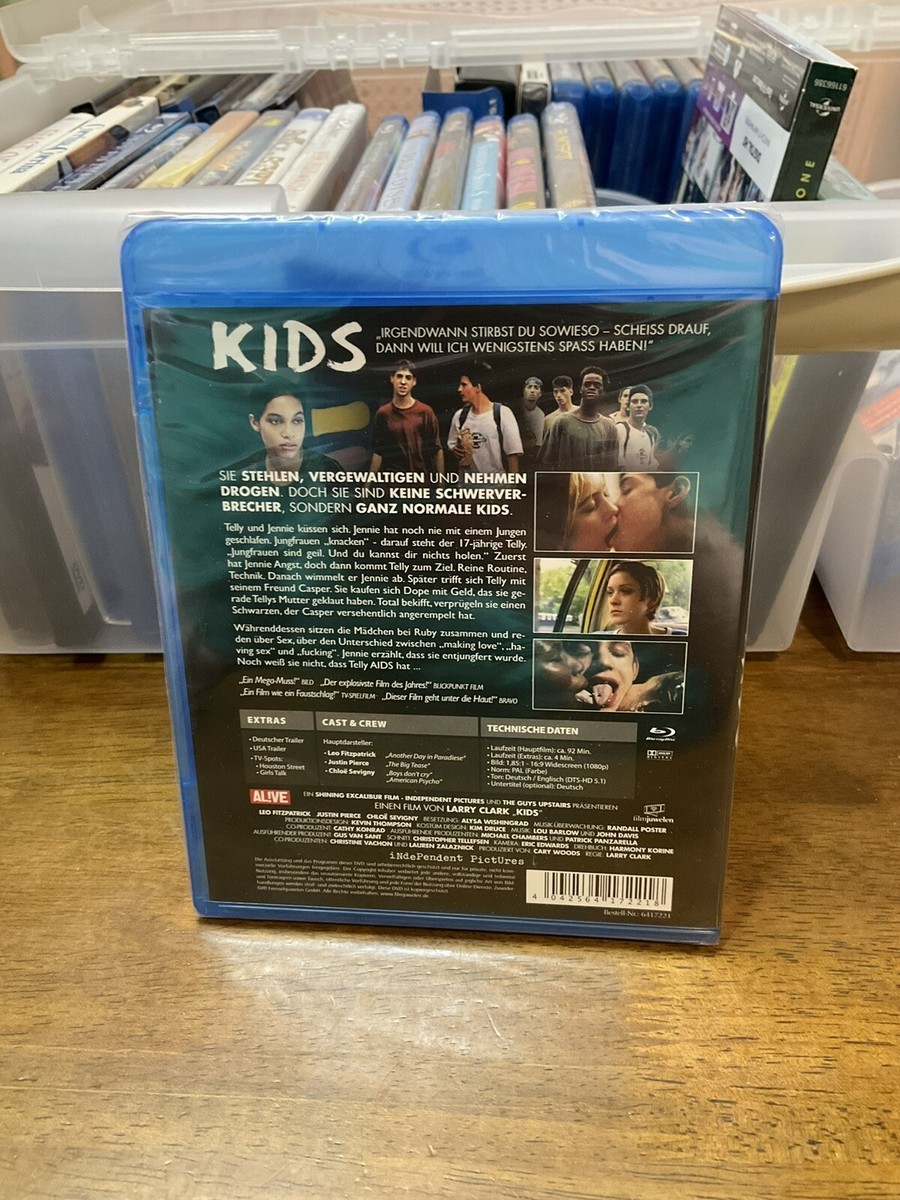 KIDS
„IRGENDWANN STIRBST DU SOWIESO – SCHEISS DRAUF,
DANN WILL ICH WENIGSTENS SPASS HABEN!“
SIE STEHLEN, VERGEWALTIGEN UND NEHMEN
DROGEN. DOCH SIE SIND KEINE SCHWERVER-
BRECHER, SONDERN GANZ NORMALE KIDS.
Telly und Jennie küssen sich. Jennie hat noch nie mit einem Jungen
geschlafen. Jungfrauen „knacken“ - darauf steht der 17-jährige Telly.
„Jungfrauen sind geil. Und du kannst dir nichts holen.“ Zuerst
hat Jennie Angst, doch dann kommt Telly zum Ziel. Reine Routine,
Technik. Danach wimmelt er Jennie ab. Später trifft sich Telly mit
seinem Freund Casper. Sie kaufen sich Dope mit Geld, das sie ge-
rade Tellys Mutter geklaut haben. Total bekifft, verprügeln sie einen
Schwarzen, der Casper versehentlich angerempelt hat.
Währenddessen sitzen die Mädchen bei Ruby zusammen und re-
den über Sex, über den Unterschied zwischen „making love“, „ha-
ving sex“ und „fucking“. Jennie erzählt, dass sie entjungfert wurde.
Noch weiß sie nicht, dass Telly AIDS hat ...
„Ein Mega-Muss!“ BILD „Der explosivste Film des Jahres!“ BLICKPUNKT FILM
„Ein Film wie ein Faustschlag!“ TV-SPIELFILM „Dieser Film geht unter die Haut!“ BRAVO
EXTRAS
• Deutscher Trailer
• USA Trailer
• TV-Spots:
• Houston Street
• Girls Talk
CAST & CREW
Hauptdarsteller:
• Leo Fitzpatrick „Another Day in Paradiese“
• Justin Pierce „The Big Tease“
• Chloë Sevigny „Boys don't cry“
„American Psycho“
TECHNISCHE DATEN
• Laufzeit (Hauptfilm): ca. 92 Min.
• Laufzeit (Extras): ca. 4 Min.
• Bild: 1,85:1 - 16:9 Widescreen (1080p)
• Norm: PAL (Farbe)
• Ton: Deutsch / Englisch (DTS-HD 5.1)
• Untertitel (optional): Deutsch
AL!VE
filmjuwelen
EIN SHINING EXCALIBUR FILM - INDEPENDENT PICTURES UND THE GUYS UPSTAIRS PRÄSENTIEREN
EINEN FILM VON LARRY CLARK „KIDS“
LEO FITZPATRICK JUSTIN PIERCE CHLOË SEVIGNY BESETZUNG: ALYSA WISHINGRAD MUSIK ÜBERWACHUNG: RANDALL POSTER
PRODUKTIONSDESIGN: KEVIN THOMPSON KOSTÜM DESIGN: KIM DRUCE MUSIK: LOU BARLOW UND JOHN DAVIS
CO-PRODUZENT: CATHY KONRAD AUSFÜHRENDE PRODUZENTEN: MICHAEL CHAMBERS UND PATRICK PANZARELLA
AUSFÜHRENDER PRODUZENT: GUS VAN SANT SCHNITT: CHRISTOPHER TELLEFSEN KAMERA: ERIC EDWARDS DREHBUCH: HARMONY KORINE
CO-PRODUZENTEN: CHRISTINE VACHON UND LAUREN ZALAZNICK PRODUZIERT VON: CARY WOODS REGIE: LARRY CLARK
iNdePendent PictUres
4 042564 172218
Bestell-Nr.: 6417221
61186386
ONE